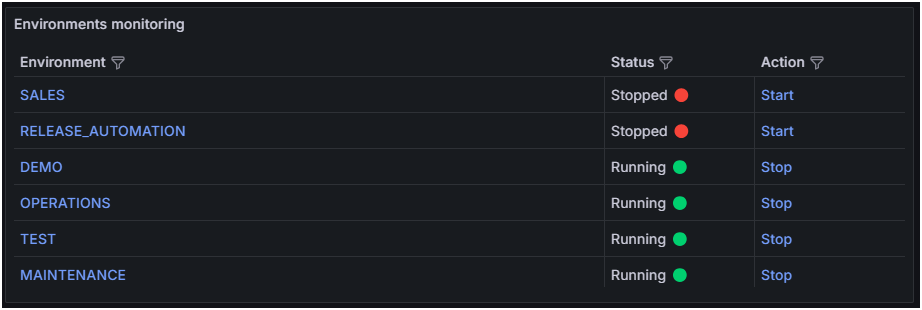 Environments monitoring
Environment Status Action
SALES Stopped Start
RELEASE_AUTOMATION Stopped Start
DEMO Running Stop
OPERATIONS Running Stop
TEST Running Stop
MAINTENANCE Running Stop